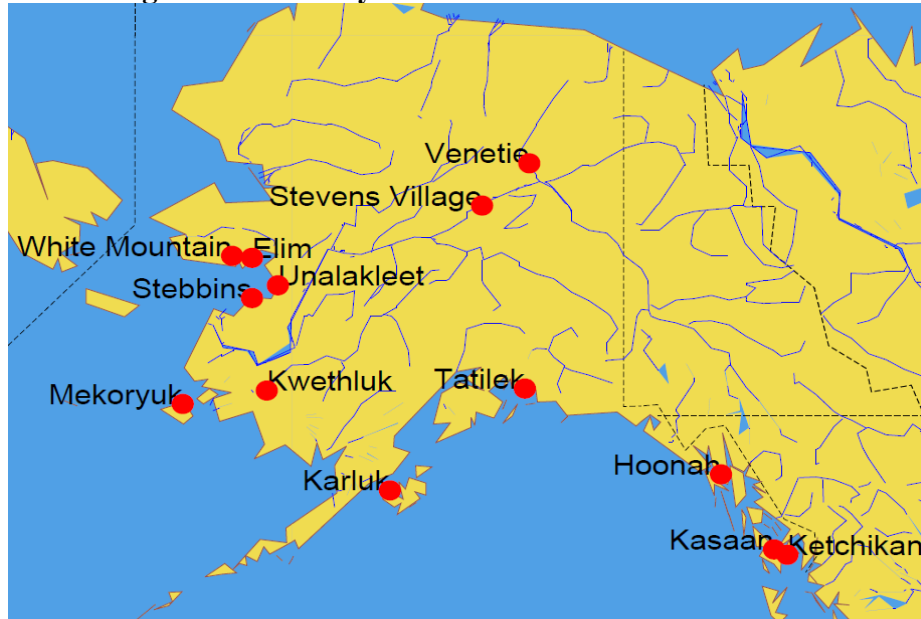 Venetie
Stevens Village
White Mountain
Elim
Unalakleet
Stebbins
Kwethluk
Tatilek
Mekoryuk
Hoonah
Karluk
Kasaan
Ketchikan